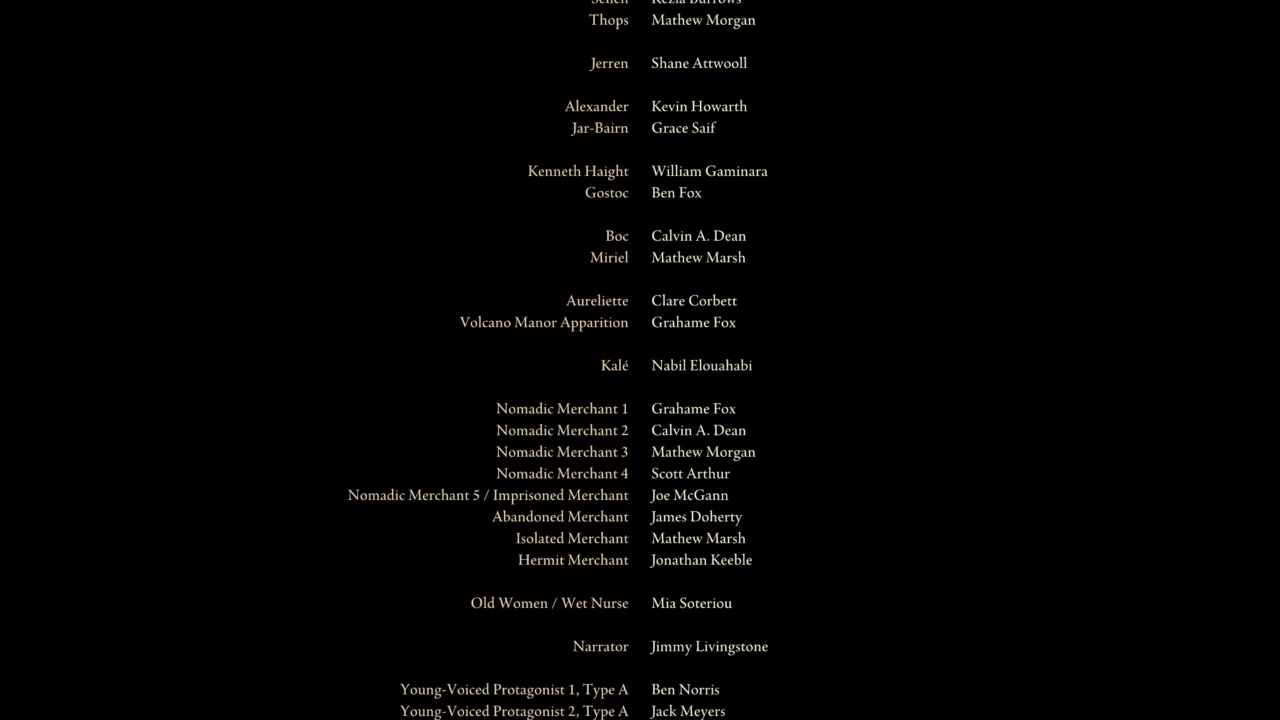 Thops Mathew Morgan
Jerren Shane Attwooll
Alexander Kevin Howarth
Jar-Bairn Grace Saif
Kenneth Haight William Gaminara
Gostoc Ben Fox
Boc Calvin A. Dean
Miriel Mathew Marsh
Aureliette Clare Corbett
Volcano Manor Apparition Grahame Fox
Kalé Nabil Elouahabi
Nomadic Merchant 1 Grahame Fox
Nomadic Merchant 2 Calvin A. Dean
Nomadic Merchant 3 Mathew Morgan
Nomadic Merchant 4 Scott Arthur
Nomadic Merchant 5 / Imprisoned Merchant Joe McGann
Abandoned Merchant James Doherty
Isolated Merchant Mathew Marsh
Hermit Merchant Jonathan Keeble
Old Women / Wet Nurse Mia Soteriou
Narrator Jimmy Livingstone
Young-Voiced Protagonist 1, Type A Ben Norris
Young-Voiced Protagonist 2, Type A Jack Meyers